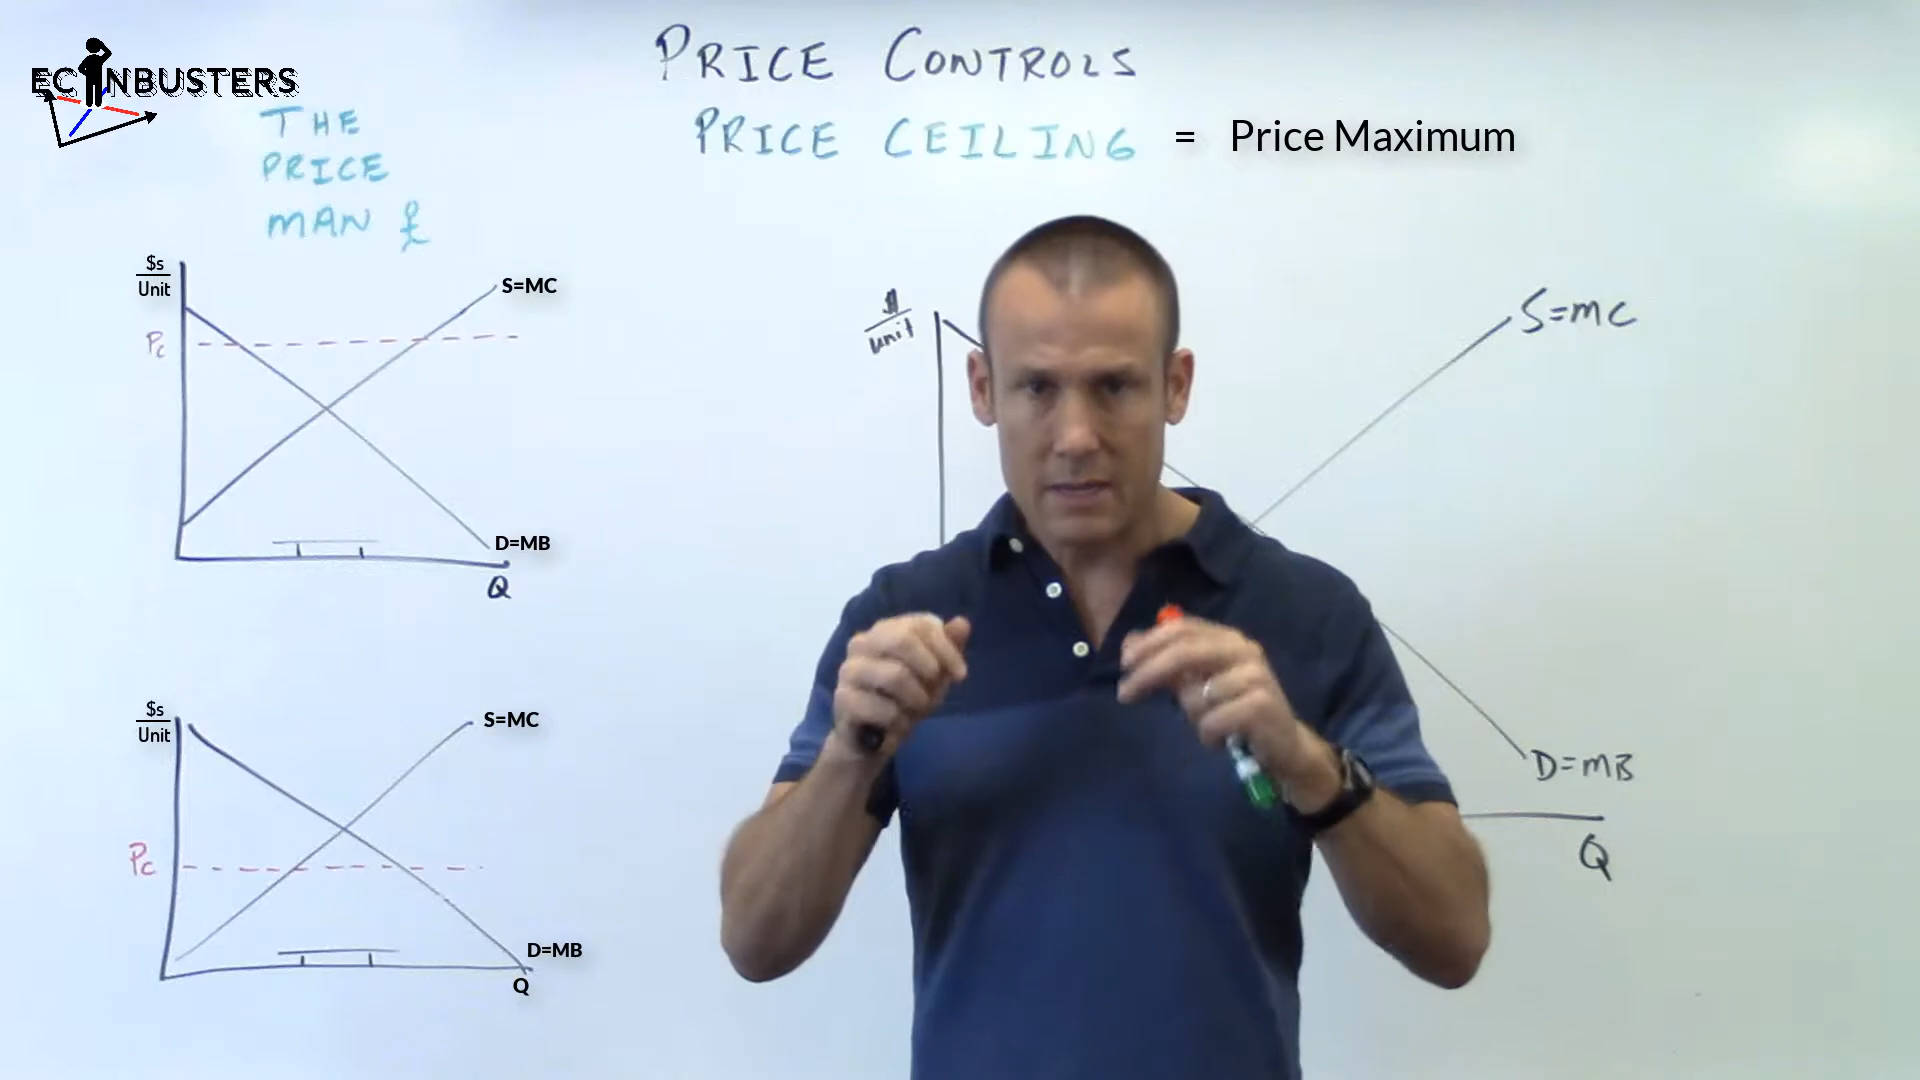 ECONBUSTERS
PRICE CONTROLS
PRICE CEILING = Price Maximum
THE
PRICE
MAN £
$s
Unit
S=MC
Pc
D=MB
Q
$s
Unit
S=MC
Pc
D=MB
Q
$
unit
S=MC
D=MB
Q